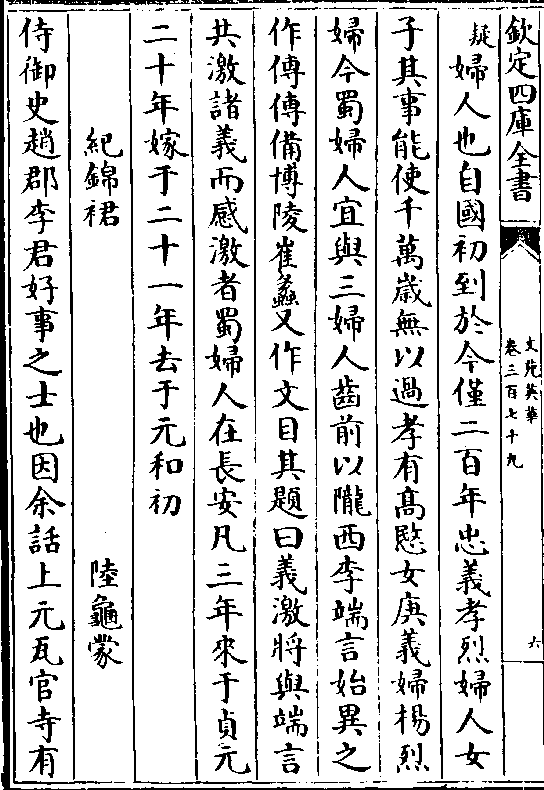 欽定四庫全書
文苑英華
卷三百七十九
六
疑婦人也自國初到於今僅二百年忠義孝烈婦人女
子其事能使千萬歲無以過孝有高愍女庚義婦楊烈
婦今蜀婦人宜與三婦人齒前以隴西李端言始異之
作傳傳備博陵崔蠡又作文目其題曰義激將與端言
共激諸義而感激者蜀婦人在長安凡三年來于貞元
二十年嫁于二十一年去于元和初
紀錦裙 陸龜蒙
侍御史趙郡李君好事之士也因余話上元瓦官寺有